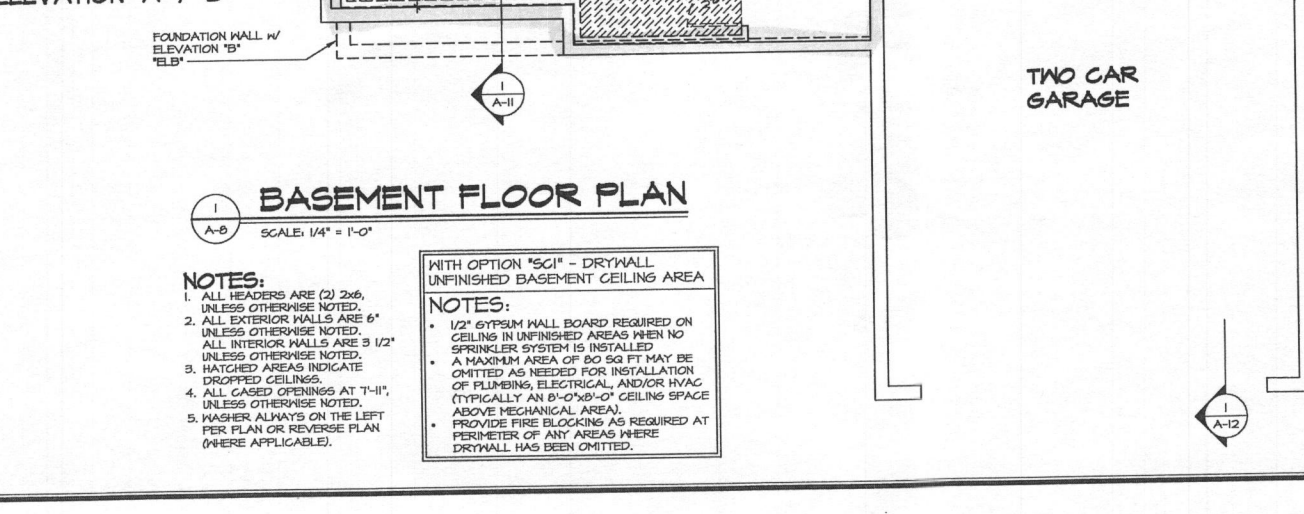 FOUNDATION WALL W/
ELEVATION "B"
"ELB"
1
A-11
TWO CAR
GARAGE
1
A-8
BASEMENT FLOOR PLAN
SCALE: 1/4" = 1'-0"
NOTES:
1. ALL HEADERS ARE (2) 2x6,
UNLESS OTHERWISE NOTED.
2. ALL EXTERIOR WALLS ARE 6"
UNLESS OTHERWISE NOTED.
ALL INTERIOR WALLS ARE 3 1/2"
UNLESS OTHERWISE NOTED.
3. HATCHED AREAS INDICATE
DROPPED CEILINGS.
4. ALL CASED OPENINGS AT 7'-11",
UNLESS OTHERWISE NOTED.
5. WASHER ALWAYS ON THE LEFT
PER PLAN OR REVERSE PLAN
(WHERE APPLICABLE).
WITH OPTION "SC1" - DRYWALL
UNFINISHED BASEMENT CEILING AREA
NOTES:
• 1/2" GYPSUM WALL BOARD REQUIRED ON
CEILING IN UNFINISHED AREAS WHEN NO
SPRINKLER SYSTEM IS INSTALLED
• A MAXIMUM AREA OF 80 SQ FT MAY BE
OMITTED AS NEEDED FOR INSTALLATION
OF PLUMBING, ELECTRICAL, AND/OR HVAC
(TYPICALLY AN 8'-0"x8'-0" CEILING SPACE
ABOVE MECHANICAL AREA).
• PROVIDE FIRE BLOCKING AS REQUIRED AT
PERIMETER OF ANY AREAS WHERE
DRYWALL HAS BEEN OMITTED.
1
A-12